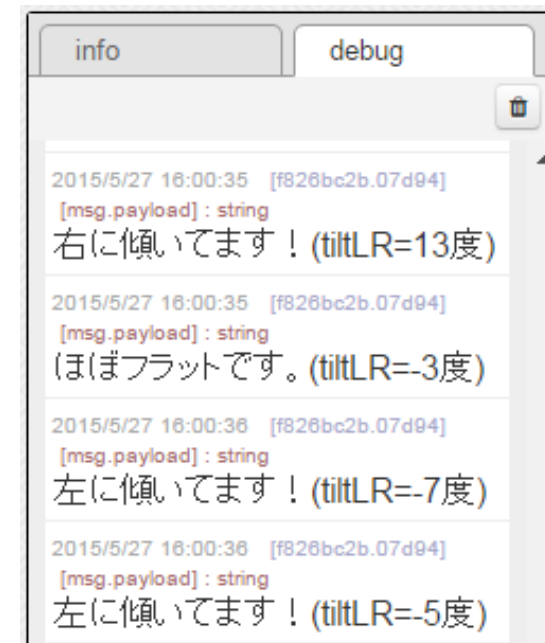 info
debug
2015/5/27 16:00:35 [f826bc2b.07d94]
[msg.payload] : string
右に傾いてます！(tiltLR=13度)
2015/5/27 16:00:35 [f826bc2b.07d94]
[msg.payload] : string
ほぼフラットです。(tiltLR=-3度)
2015/5/27 16:00:36 [f826bc2b.07d94]
[msg.payload] : string
左に傾いてます！(tiltLR=-7度)
2015/5/27 16:00:36 [f826bc2b.07d94]
[msg.payload] : string
左に傾いてます！(tiltLR=-5度)